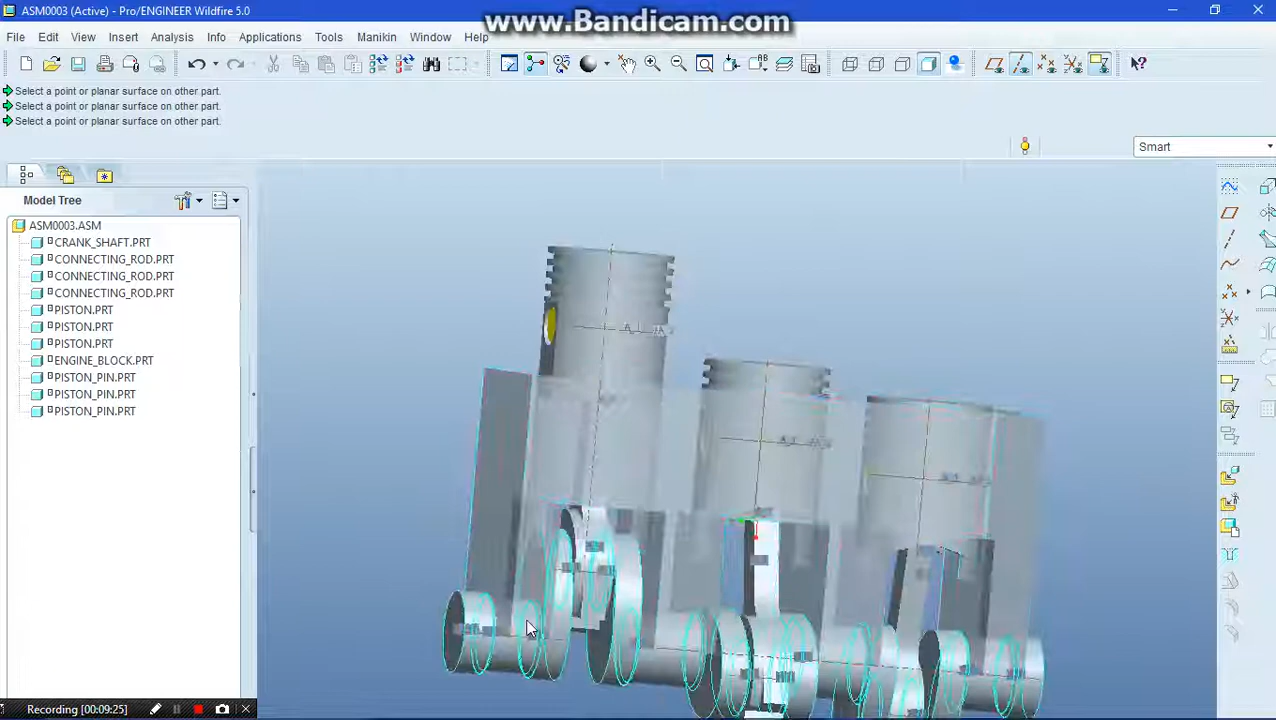 ASM0003 (Active) - Pro/ENGINEER Wildfire 5.0
www.Bandicam.com
File Edit View Insert Analysis Info Applications Tools Manikin Window Help
Select a point or planar surface on other part.
Select a point or planar surface on other part.
Select a point or planar surface on other part.
Smart
Model Tree
ASM0003.ASM
CRANK_SHAFT.PRT
CONNECTING_ROD.PRT
CONNECTING_ROD.PRT
CONNECTING_ROD.PRT
PISTON.PRT
PISTON.PRT
PISTON.PRT
ENGINE_BLOCK.PRT
PISTON_PIN.PRT
PISTON_PIN.PRT
PISTON_PIN.PRT
Recording [00:09:25]